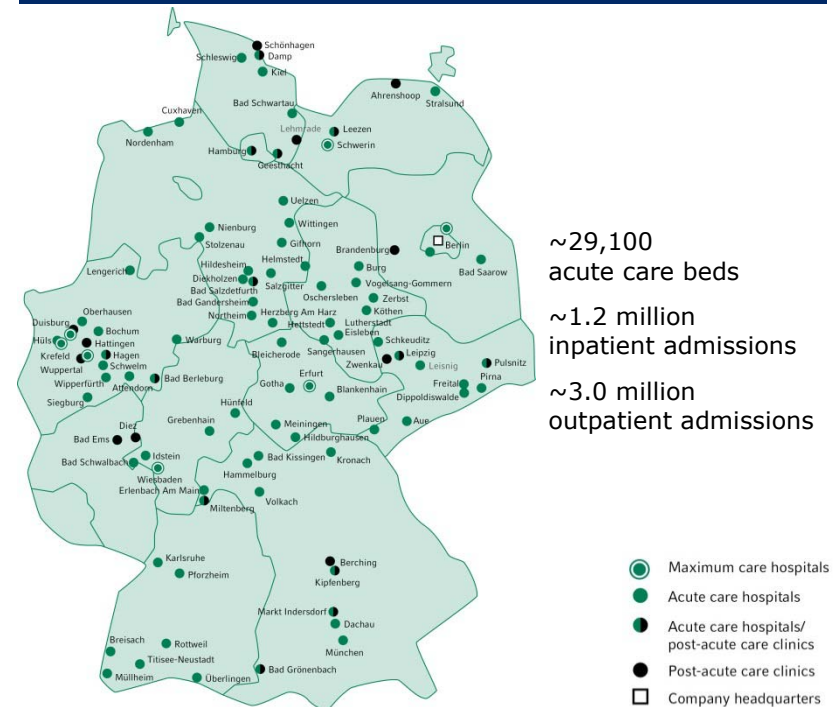 Schönhagen
Schleswig
Damp
Kiel
Ahrenshoop
Stralsund
Bad Schwartau
Cuxhaven
Lehmrade
Leezen
Nordenham
Schwerin
Hamburg
Geesthacht
Uelzen
Nienburg
Wittingen
Stolzenau
Gifhorn
Brandenburg
Berlin
Lengerich
Hildesheim
Helmstedt
Burg
Bad Saarow
Diekholzen
Salzgitter
Vogelsang-Gommern
Bad Salzdetfurth
Oschersleben
Zerbst
Bad Gandersheim
Oberhausen
Herzberg Am Harz
Köthen
Northeim
Hettstedt
Lutherstadt
Eisleben
Duisburg
Bochum
Hüls
Hattingen
Warburg
Bleicherode
Sangerhausen
Schkeuditz
Krefeld
Hagen
Zwenkau
Leipzig
Leisnig
Pulsnitz
Wuppertal
Schwelm
Erfurt
Wipperfürth
Attendorn
Bad Berleburg
Gotha
Blankenhain
Freital
Pirna
Siegburg
Hünfeld
Dippoldiswalde
Diez
Grebenhain
Meiningen
Plauen
Aue
Bad Ems
Hildburghausen
Bad Schwalbach
Idstein
Bad Kissingen
Kronach
Wiesbaden
Hammelburg
Erlenbach Am Main
Miltenberg
Volkach
Karlsruhe
Pforzheim
Berching
Kipfenberg
Markt Indersdorf
Dachau
München
Breisach
Rottweil
Titisee-Neustadt
Müllheim
Überlingen
Bad Grönenbach
~29,100
acute care beds
~1.2 million
inpatient admissions
~3.0 million
outpatient admissions
Maximum care hospitals
Acute care hospitals
Acute care hospitals/
post-acute care clinics
Post-acute care clinics
Company headquarters